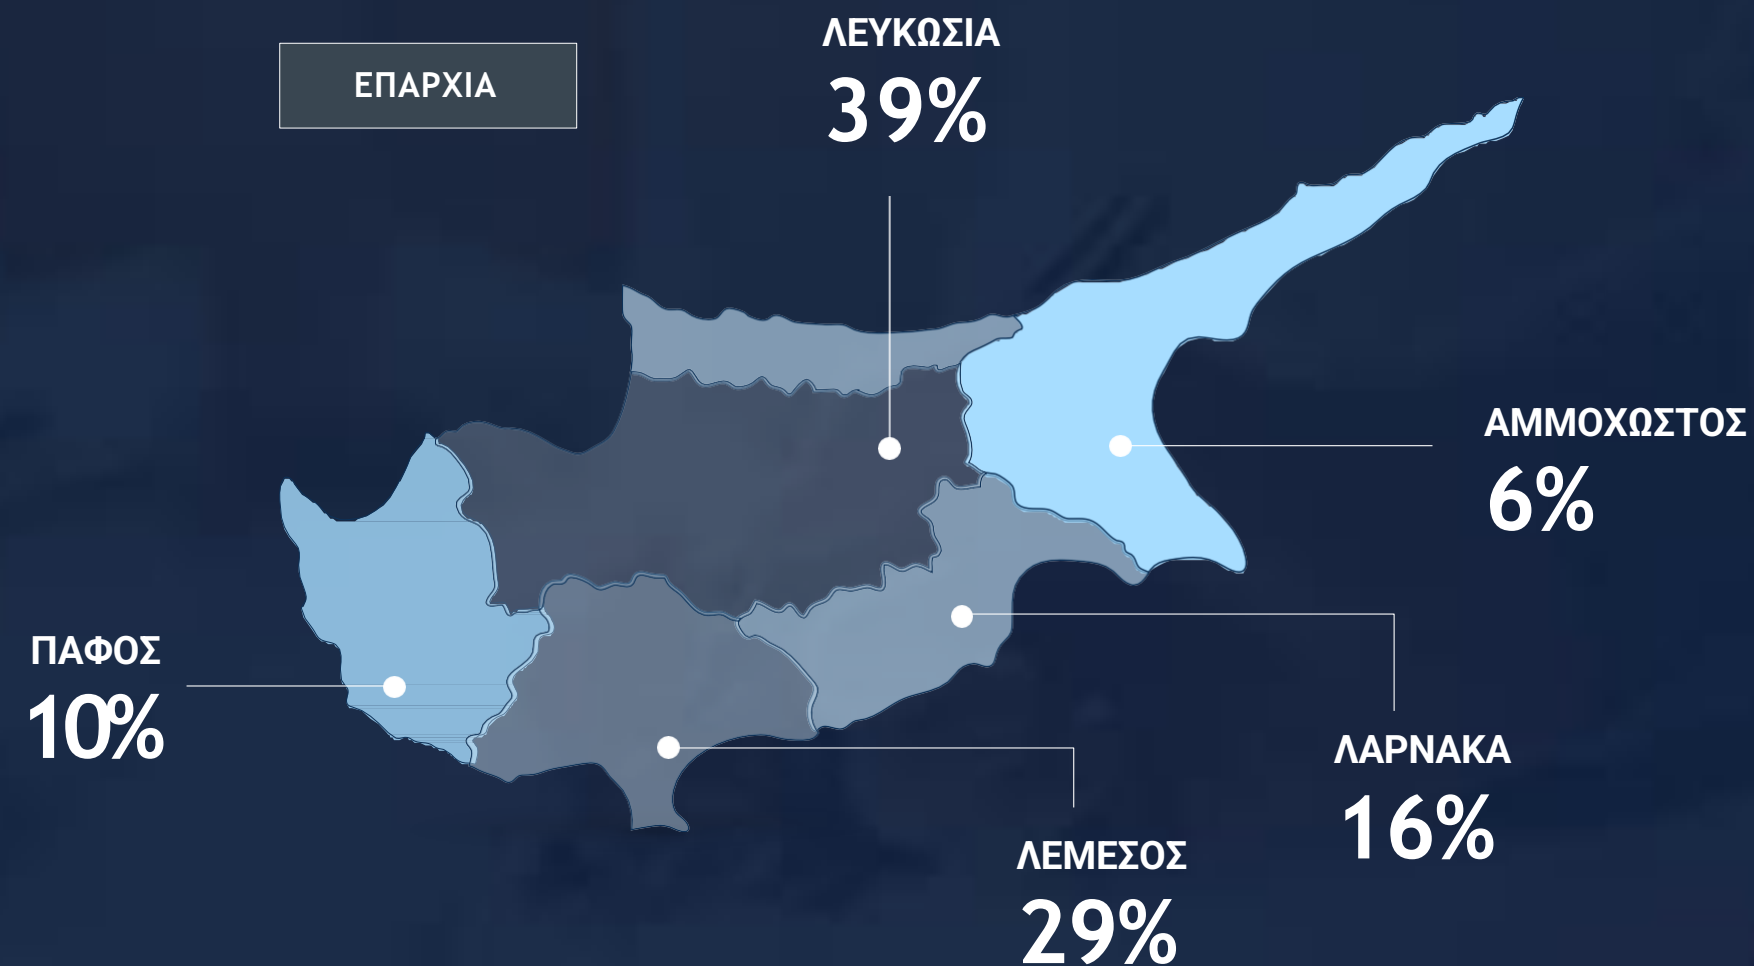 ΛΕΥΚΩΣΙΑ
39%
ΕΠΑΡΧΙΑ
ΑΜΜΟΧΩΣΤΟΣ
6%
ΠΑΦΟΣ
10%
ΛΑΡΝΑΚΑ
16%
ΛΕΜΕΣΟΣ
29%